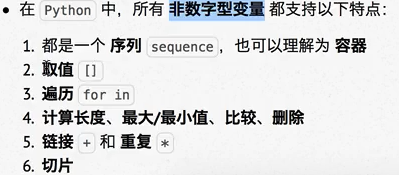 在 Python 中，所有 非数字型变量 都支持以下特点：
1. 都是一个 序列 sequence，也可以理解为 容器
2. 取值 []
3. 遍历 for in
4. 计算长度、最大/最小值、比较、删除
5. 链接 + 和 重复 *
6. 切片